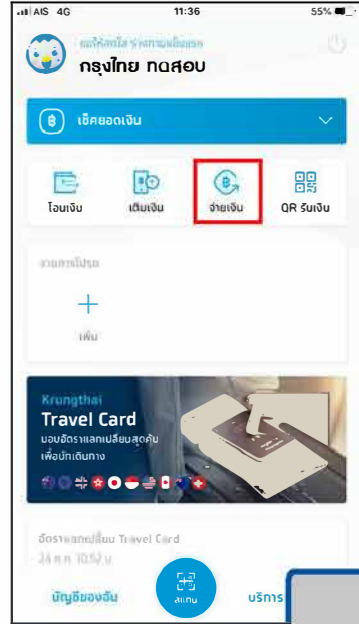 AIS 4G 11:36 55%
กรุงไทย ทดสอบ
เช็คยอดเงิน
โอนเงิน เติมเงิน จ่ายเงิน QR รับเงิน
รายการโปรด
เพิ่ม
Krungthai
Travel Card
มอบอัตราแลกเปลี่ยนสุดคุ้ม
เพื่อนักเดินทาง
อัตราแลกเปลี่ยน Travel Card
24 ก.ค. 10:52 น.
บัญชีของฉัน สแกน บริการ